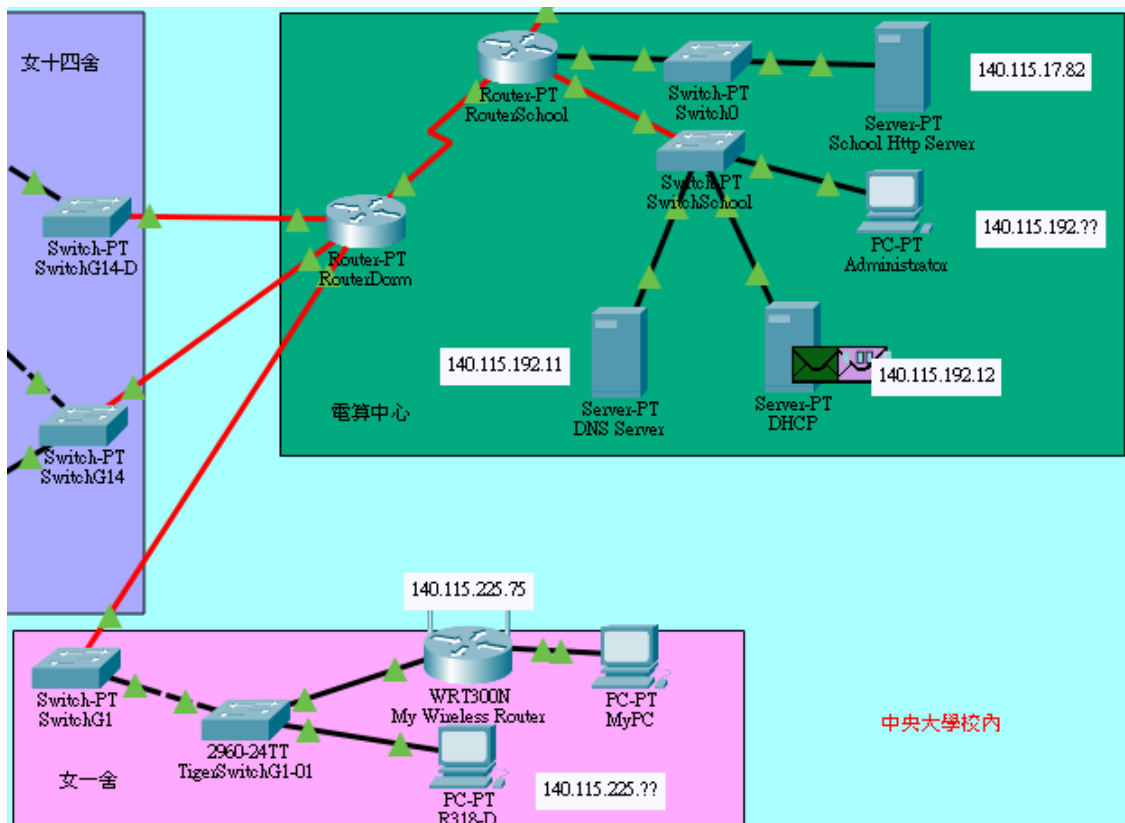 女十四舍
Router-PT
RouterSchool
Switch-PT
Switch0
140.115.17.82
Server-PT
School Http Server
Switch-PT
SwitchSchool
Switch-PT
SwitchG14-D
Router-PT
RouterDorm
PC-PT
Administrator
140.115.192.??
140.115.192.11
140.115.192.12
電算中心
Server-PT
DNS Server
Server-PT
DHCP
Switch-PT
SwitchG14
140.115.225.75
Switch-PT
SwitchG1
WRT300N
My Wireless Router
PC-PT
MyPC
中央大學校內
2960-24TT
TigerSwitchG1-01
女一舍
140.115.225.??
PC-PT
R318-D